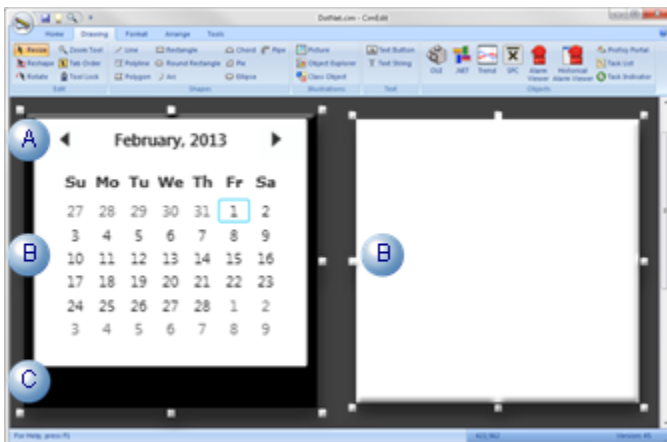 DotNet.cim - CimEdit
Home Drawing Format Arrange Tools
Resize Zoom Tool Line Rectangle Chord Pipe Picture Text Button Proficy Portal
Reshape Tab Order Polyline Round Rectangle Pie Object Explorer Text String Task List
Rotate Tool Lock Polygon Arc Ellipse Class Object OLE .NET Trend SPC Alarm Viewer Historical Alarm Viewer Task Indicator
Edit Shapes Illustrations Text Objects
A
February, 2013
Su Mo Tu We Th Fr Sa
27 28 29 30 31 1 2
3 4 5 6 7 8 9
B
B
10 11 12 13 14 15 16
17 18 19 20 21 22 23
24 25 26 27 28 1 2
3 4 5 6 7 8 9
C
For Help, press F1